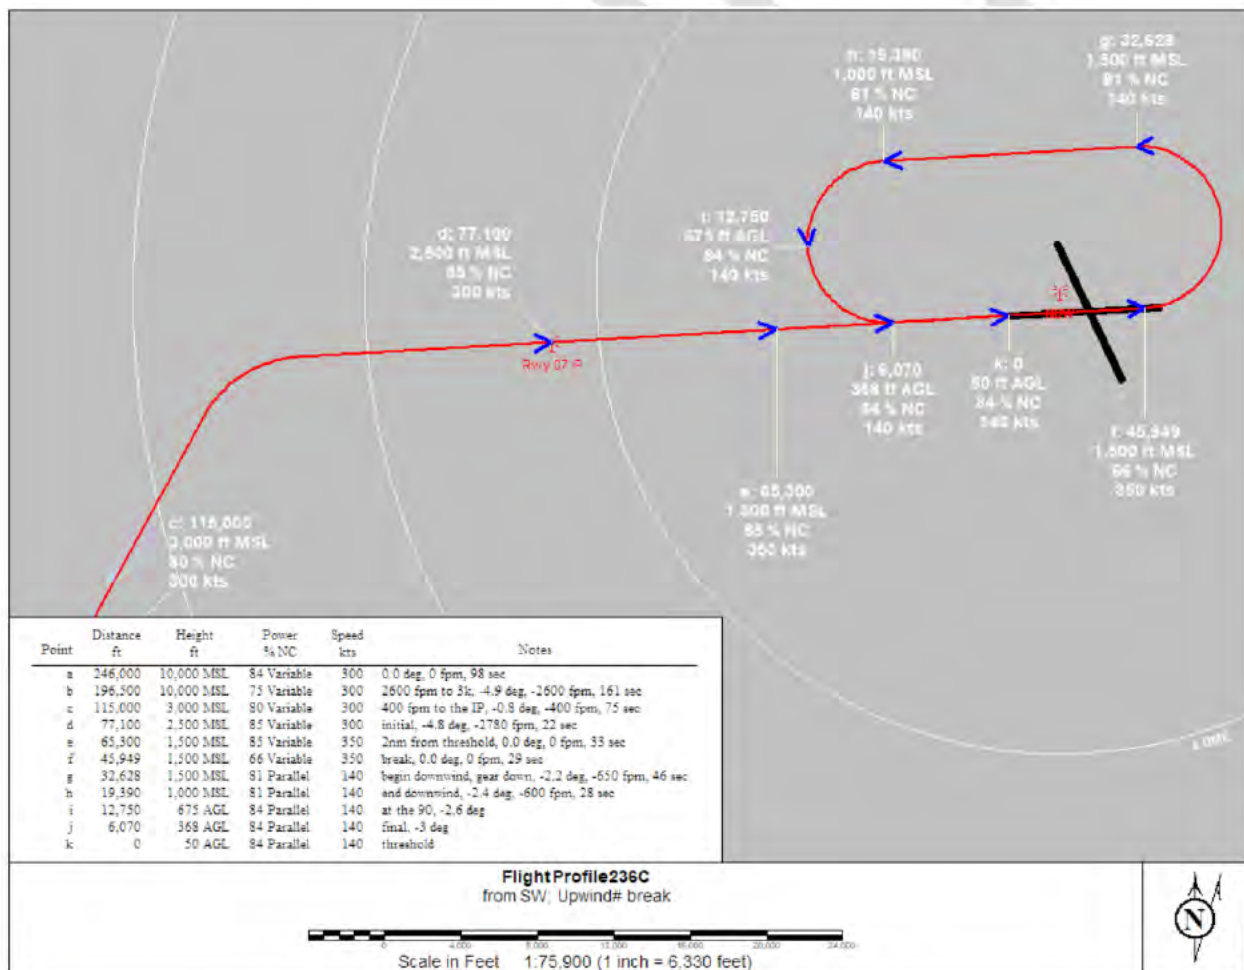 h: 19,390
1,000 ft MSL
81 % NC
140 kts
g: 32,628
1,500 ft MSL
81 % NC
140 kts
d: 77,100
2,500 ft MSL
85 % NC
300 kts
i: 12,750
675 ft AGL
84 % NC
140 kts
Rwy 07 IP
j: 6,070
368 ft AGL
84 % NC
140 kts
k: 0
50 ft AGL
84 % NC
140 kts
f: 45,949
1,500 ft MSL
66 % NC
350 kts
e: 65,300
1,500 ft MSL
85 % NC
350 kts
c: 115,000
3,000 ft MSL
80 % NC
300 kts
4 DME
Point Distance ft Height ft Power % NC Speed kts Notes
a 246,000 10,000 MSL 84 Variable 300 0.0 deg, 0 fpm, 98 sec
b 196,500 10,000 MSL 75 Variable 300 2600 fpm to 3k, -4.9 deg, -2600 fpm, 161 sec
c 115,000 3,000 MSL 80 Variable 300 400 fpm to the IP, -0.8 deg, -400 fpm, 75 sec
d 77,100 2,500 MSL 85 Variable 300 initial, -4.8 deg, -2780 fpm, 22 sec
e 65,300 1,500 MSL 85 Variable 350 2nm from threshold, 0.0 deg, 0 fpm, 33 sec
f 45,949 1,500 MSL 66 Variable 350 break, 0.0 deg, 0 fpm, 29 sec
g 32,628 1,500 MSL 81 Parallel 140 begin downwind, gear down, -2.2 deg, -650 fpm, 46 sec
h 19,390 1,000 MSL 81 Parallel 140 end downwind, -2.4 deg, -600 fpm, 28 sec
i 12,750 675 AGL 84 Parallel 140 at the 90, -2.6 deg
j 6,070 368 AGL 84 Parallel 140 final, -3 deg
k 0 50 AGL 84 Parallel 140 threshold
FlightProfile236C
from SW; Upwind# break
0 4,000 8,000 12,000 16,000 20,000 24,000
Scale in Feet 1:75,900 (1 inch = 6,330 feet)
N